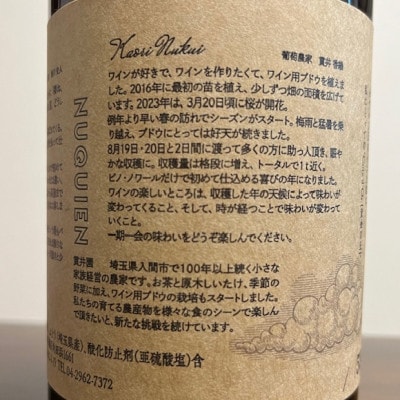 Kaori Nukui
葡萄農家 貫井 香織
ワインが好きで、ワインを作りたくて、ワイン用ブドウを植えま
した。2016年に最初の苗を植え、少しずつ畑の面積を広げて
います。2023年は、3月20日頃に桜が開花。
例年より早い春の訪れでシーズンがスタート。梅雨と猛暑を乗
り越え、ブドウにとっては好天が続きました。
8月19日・20日と2日間に渡って多くの方に助っ人頂き、賑や
かな収穫に。収穫量は格段に増え、トータルで1t近く。
ピノ・ノワールだけで初めて仕込める喜びの年になりました。
ワインの楽しいところは、収穫した年の天候によって味わいが
変わってくること、そして、時が経つことで味わいが変わって
いくこと。
一期一会の味わいをどうぞ楽しんでください。
貫井園 埼玉県入間市で100年以上続く小さな
家族経営の農家です。お茶と原木しいたけ、季節の
野菜に加え、ワイン用ブドウの栽培もスタートしました。
私たちの育てる農産物を様々な食のシーンで楽しん
で頂きたいと、新たな挑戦を続けています。
NUQUIEN
(埼玉県産)、酸化防止剤(亜硫酸塩)含
04-2962-7372